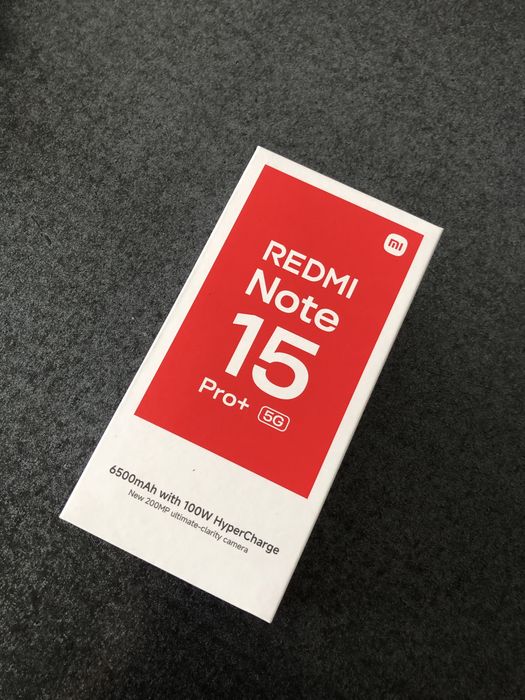 mi
REDMI
Note
15
Pro+ 5G
6500mAh with 100W HyperCharge
New 200MP ultimate-clarity camera